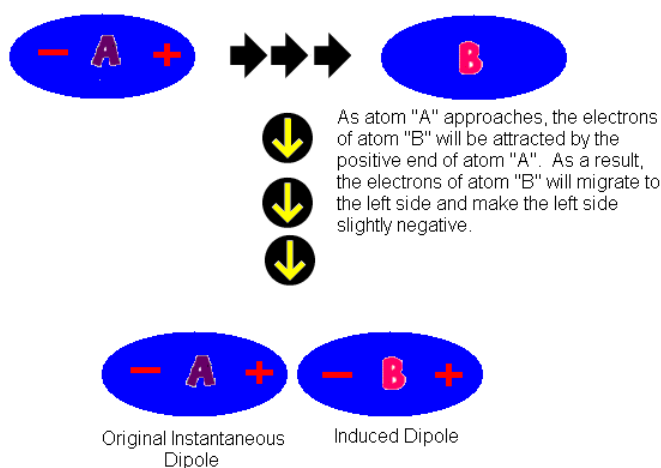 − A +
B
As atom "A" approaches, the electrons
of atom "B" will be attracted by the
positive end of atom "A".  As a result,
the electrons of atom "B" will migrate to
the left side and make the left side
slightly negative.
− A +
− B +
Original Instantaneous
Dipole
Induced Dipole